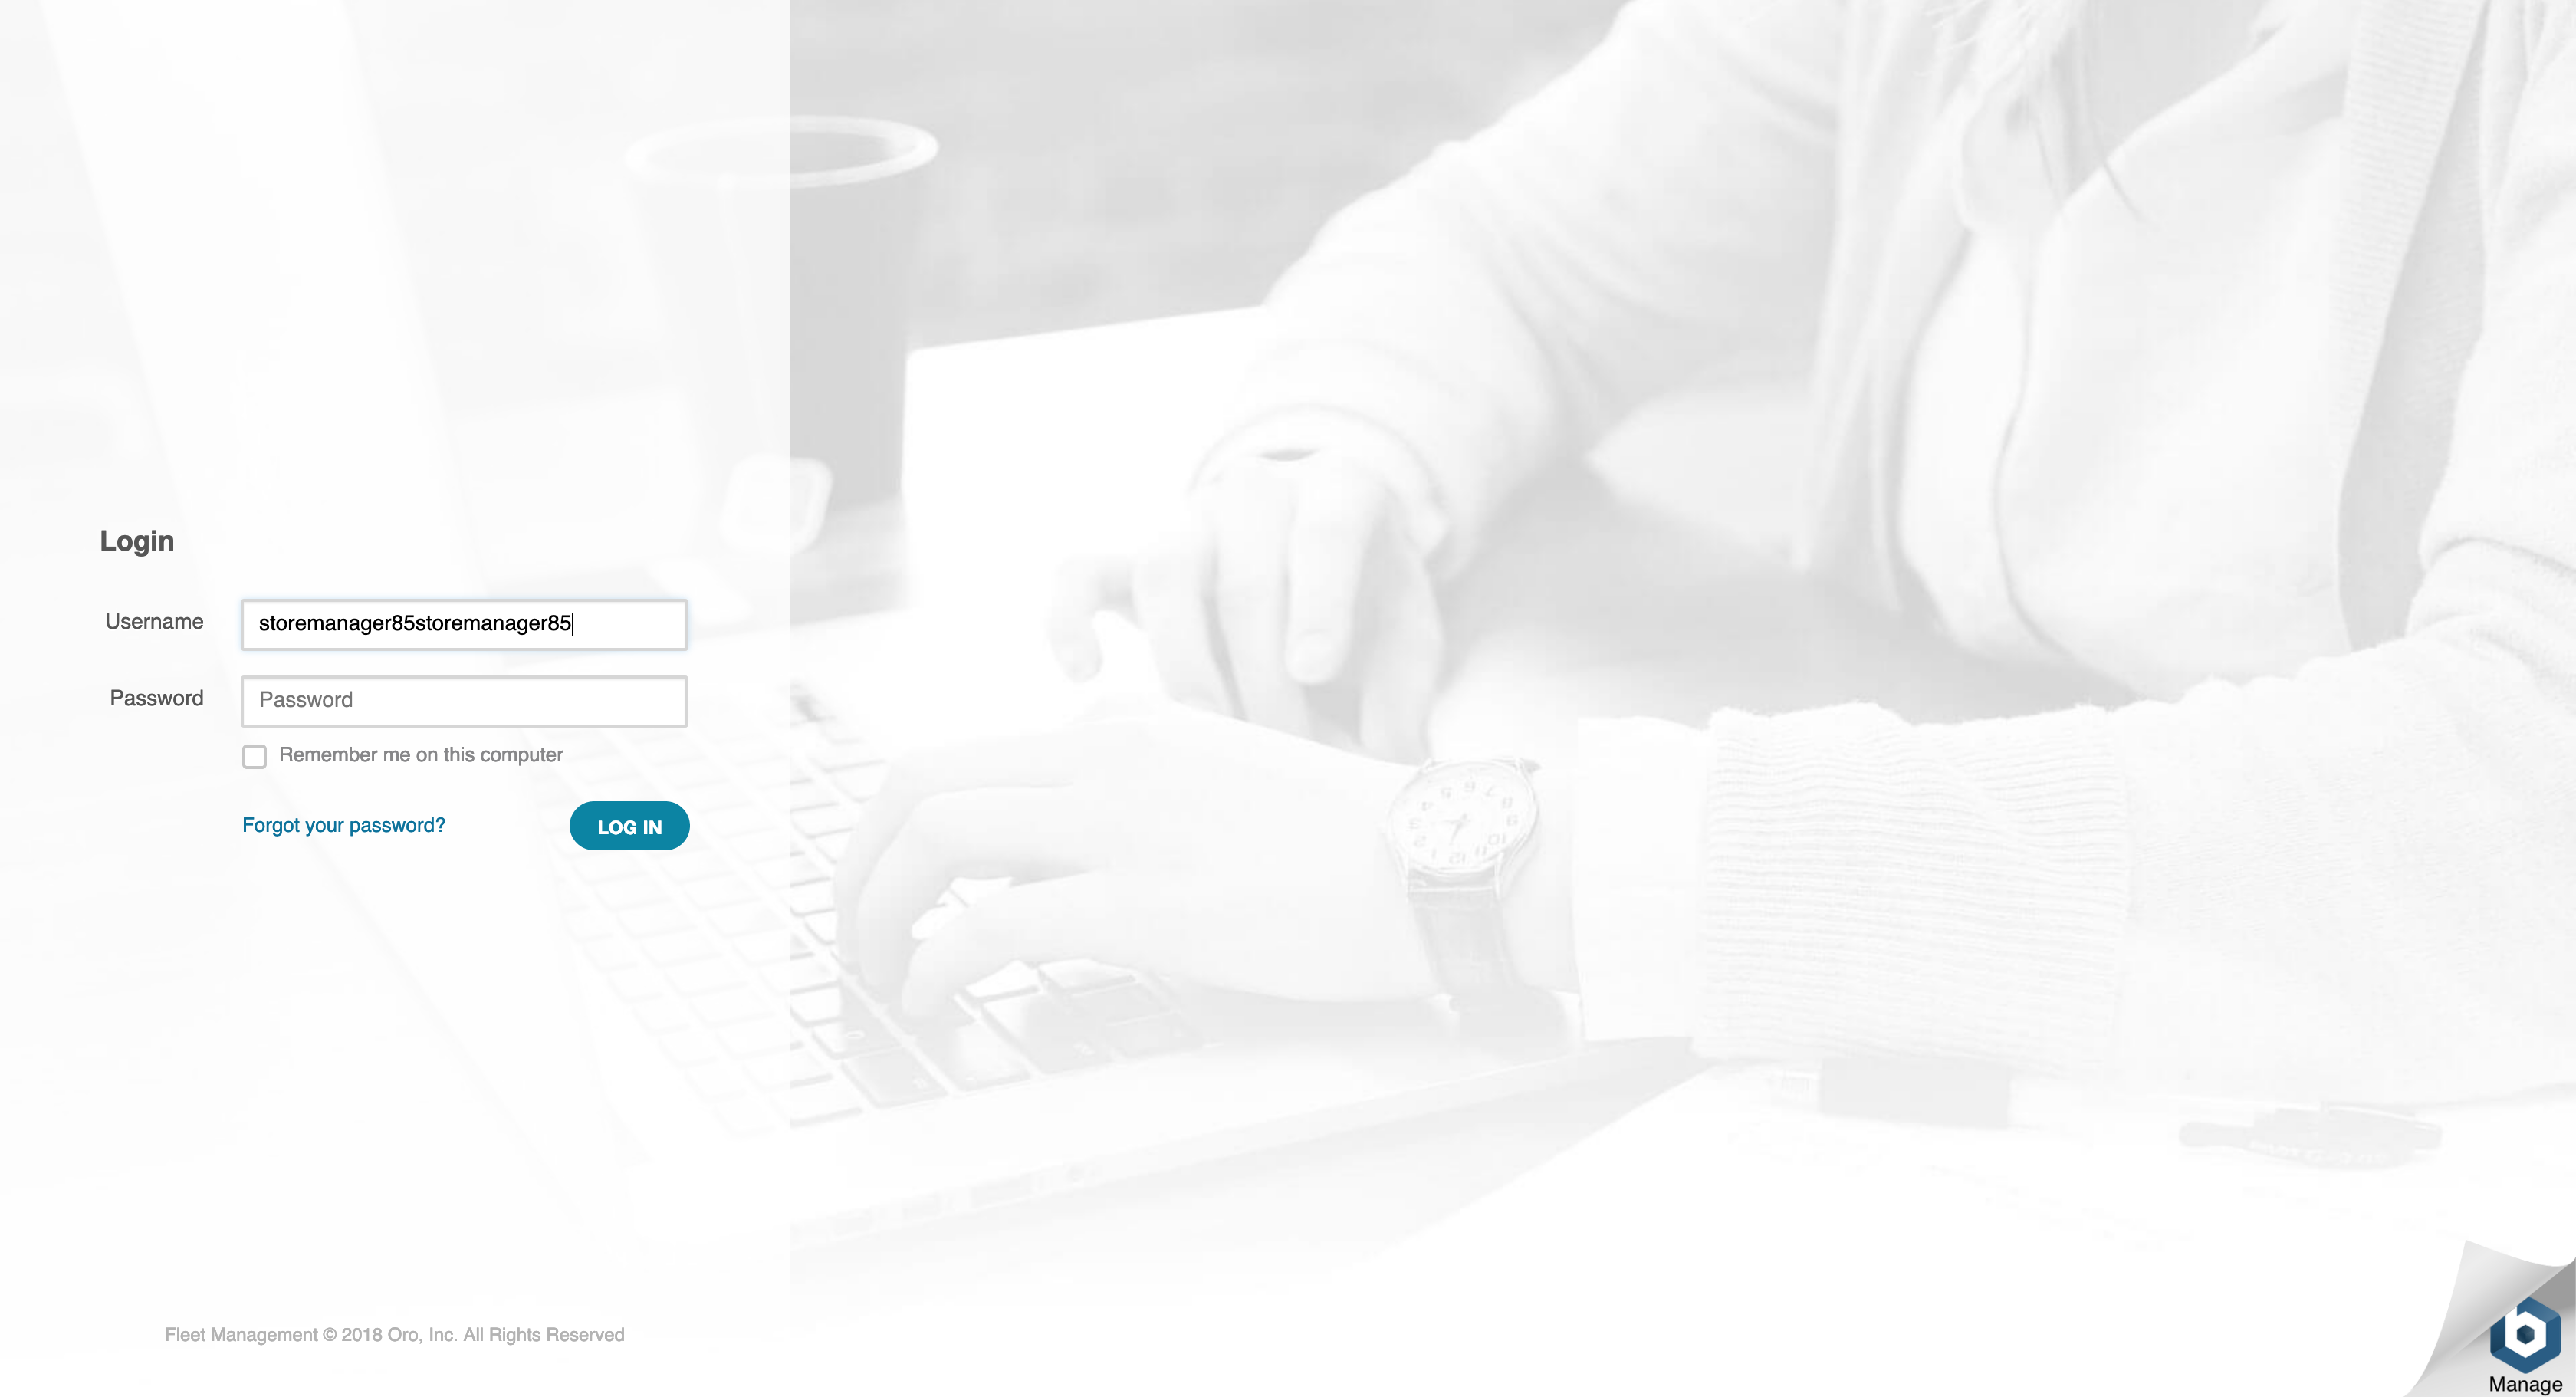 Login
Username
storemanager85storemanager85
Password
Password
Remember me on this computer
Forgot your password?
LOG IN
Fleet Management © 2018 Oro, Inc. All Rights Reserved
Manage